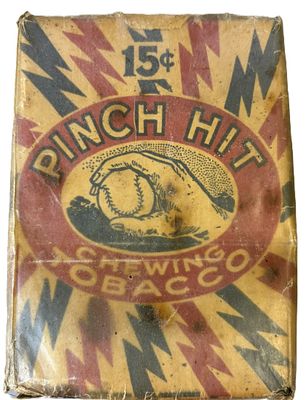 15¢
PINCH HIT
CHEWING
TOBACCO